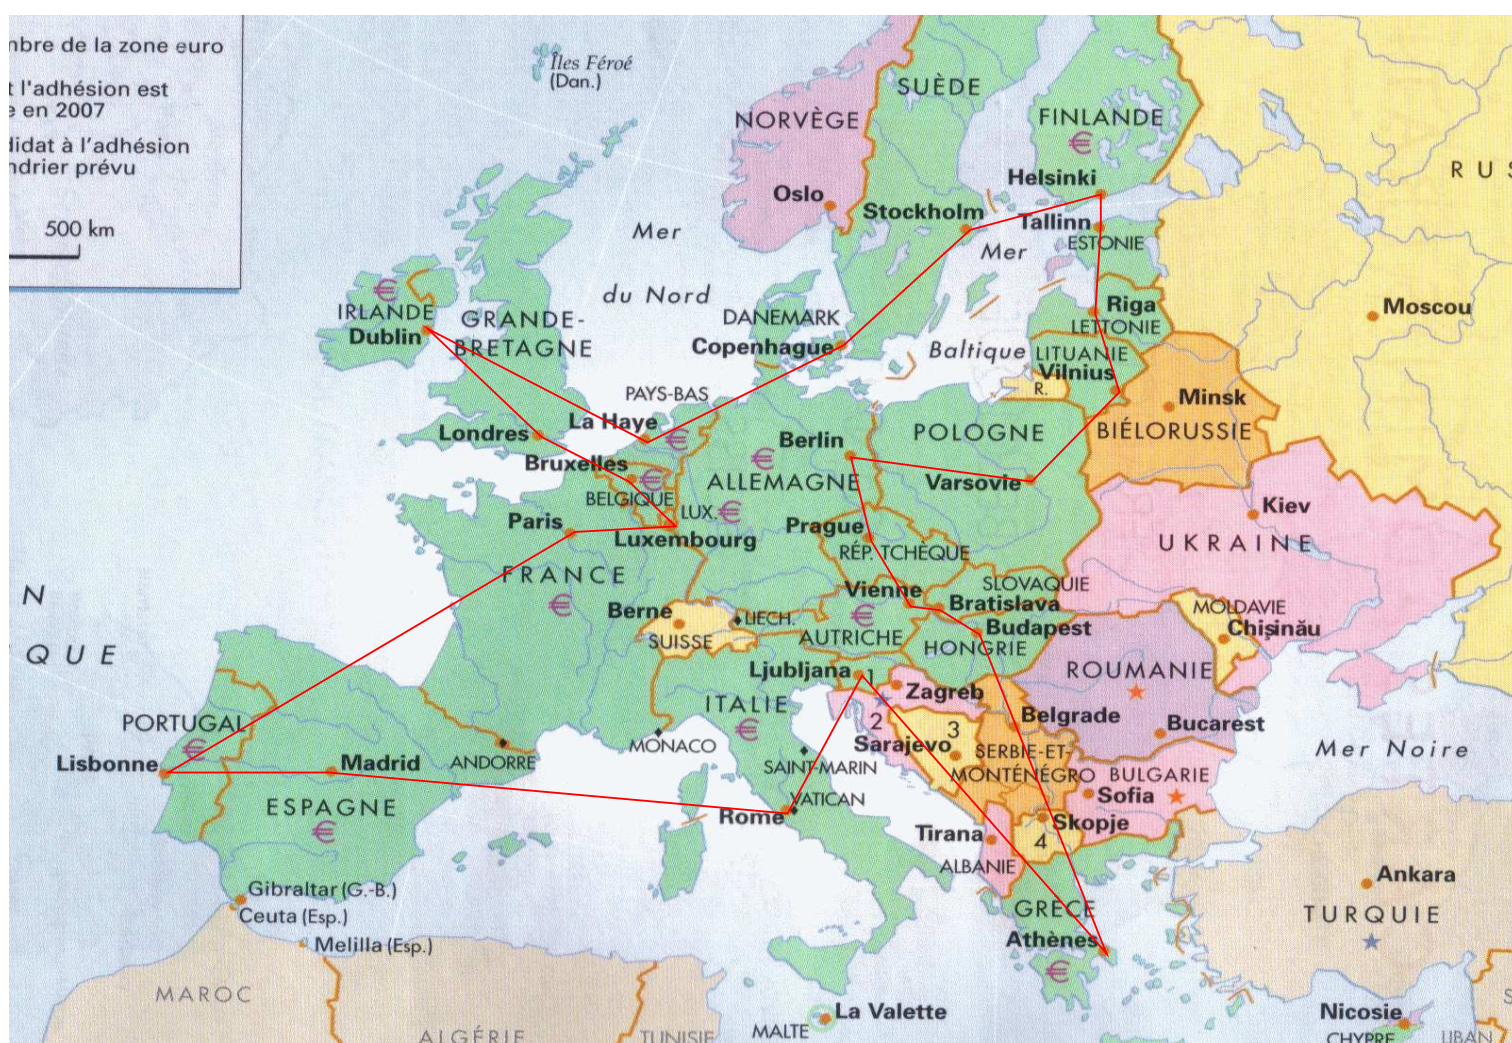 nbre de la zone euro
t l'adhésion est
e en 2007
didat à l'adhésion
ndrier prévu
500 km
Îles Féroé
(Dan.)
SUÈDE
NORVÈGE
FINLANDE
€
RUS
Helsinki
Oslo
Stockholm
Tallinn
Mer
ESTONIE
Mer
du Nord
€
IRLANDE
Dublin
GRANDE-
BRETAGNE
DANEMARK
Copenhague
Baltique
Riga
LETTONIE
LITUANIE
Vilnius
R.
Moscou
Minsk
BIÉLORUSSIE
PAYS-BAS
La Haye
€
Londres
Bruxelles
€
BELGIQUE
LUX.
Luxembourg
Berlin
€
ALLEMAGNE
€
POLOGNE
Varsovie
Kiev
UKRAINE
Paris
FRANCE
€
Prague
RÉP. TCHÈQUE
SLOVAQUIE
Vienne
€
AUTRICHE
Bratislava
Budapest
HONGRIE
MOLDAVIE
Chişinău
N
QUE
Berne
SUISSE
LIECH.
Ljubljana
1
Zagreb
2
3
ROUMANIE
Bucarest
Belgrade
Sarajevo
SERBIE-ET-
MONTÉNÉGRO
BULGARIE
Sofia
Mer Noire
PORTUGAL
€
Lisbonne
Madrid
ESPAGNE
€
ANDORRE
MONACO
ITALIE
€
SAINT-MARIN
VATICAN
Rome
Tirana
ALBANIE
Skopje
4
GRÈCE
Athènes
€
Ankara
TURQUIE
Gibraltar (G.-B.)
Ceuta (Esp.)
Melilla (Esp.)
MAROC
ALGÉRIE
TUNISIE
La Valette
MALTE
Nicosie
CHYPRE
LIBAN
S